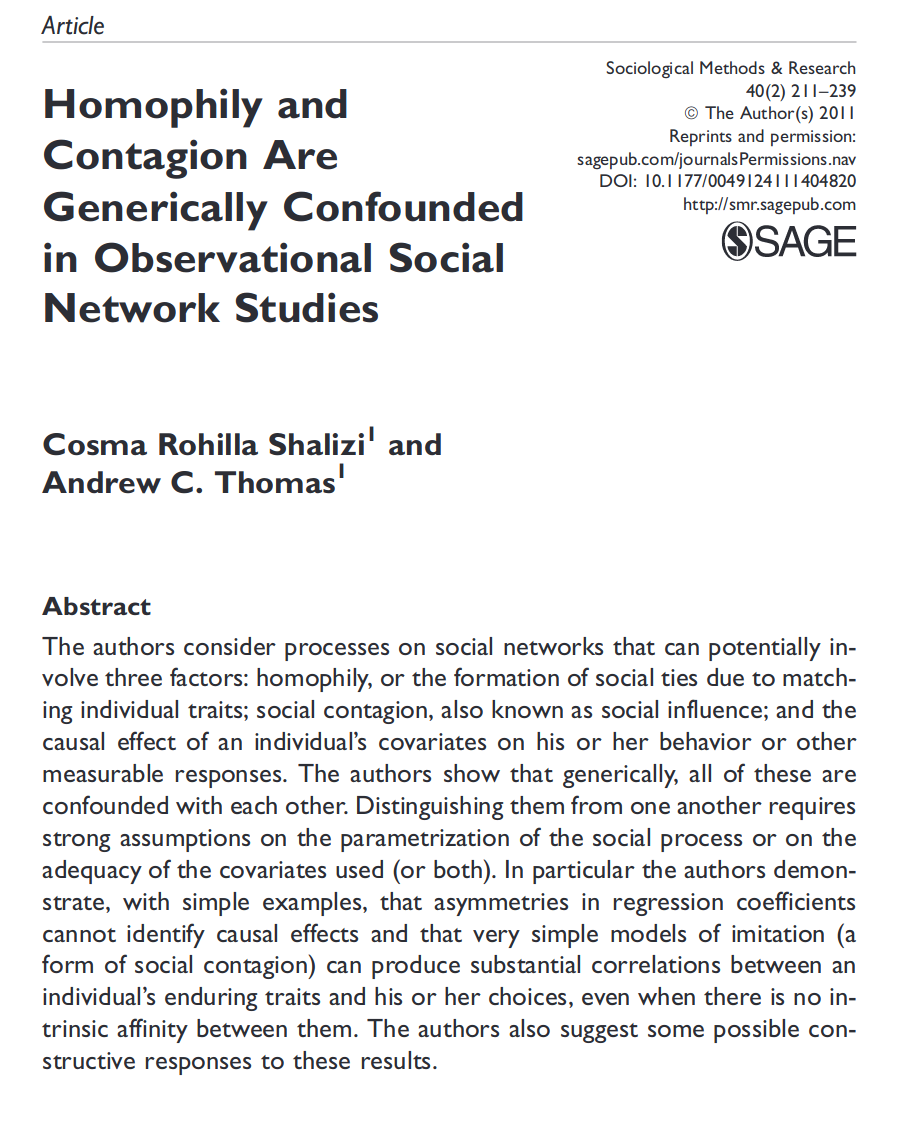 Article
Sociological Methods & Research
40(2) 211–239
© The Author(s) 2011
Reprints and permission:
sagepub.com/journalsPermissions.nav
DOI: 10.1177/0049124111404820
http://smr.sagepub.com
SAGE
Homophily and
Contagion Are
Generically Confounded
in Observational Social
Network Studies
Cosma Rohilla Shalizi¹ and
Andrew C. Thomas¹
Abstract
The authors consider processes on social networks that can potentially in-
volve three factors: homophily, or the formation of social ties due to match-
ing individual traits; social contagion, also known as social influence; and the
causal effect of an individual’s covariates on his or her behavior or other
measurable responses. The authors show that generically, all of these are
confounded with each other. Distinguishing them from one another requires
strong assumptions on the parametrization of the social process or on the
adequacy of the covariates used (or both). In particular the authors demon-
strate, with simple examples, that asymmetries in regression coefficients
cannot identify causal effects and that very simple models of imitation (a
form of social contagion) can produce substantial correlations between an
individual’s enduring traits and his or her choices, even when there is no in-
trinsic affinity between them. The authors also suggest some possible con-
structive responses to these results.